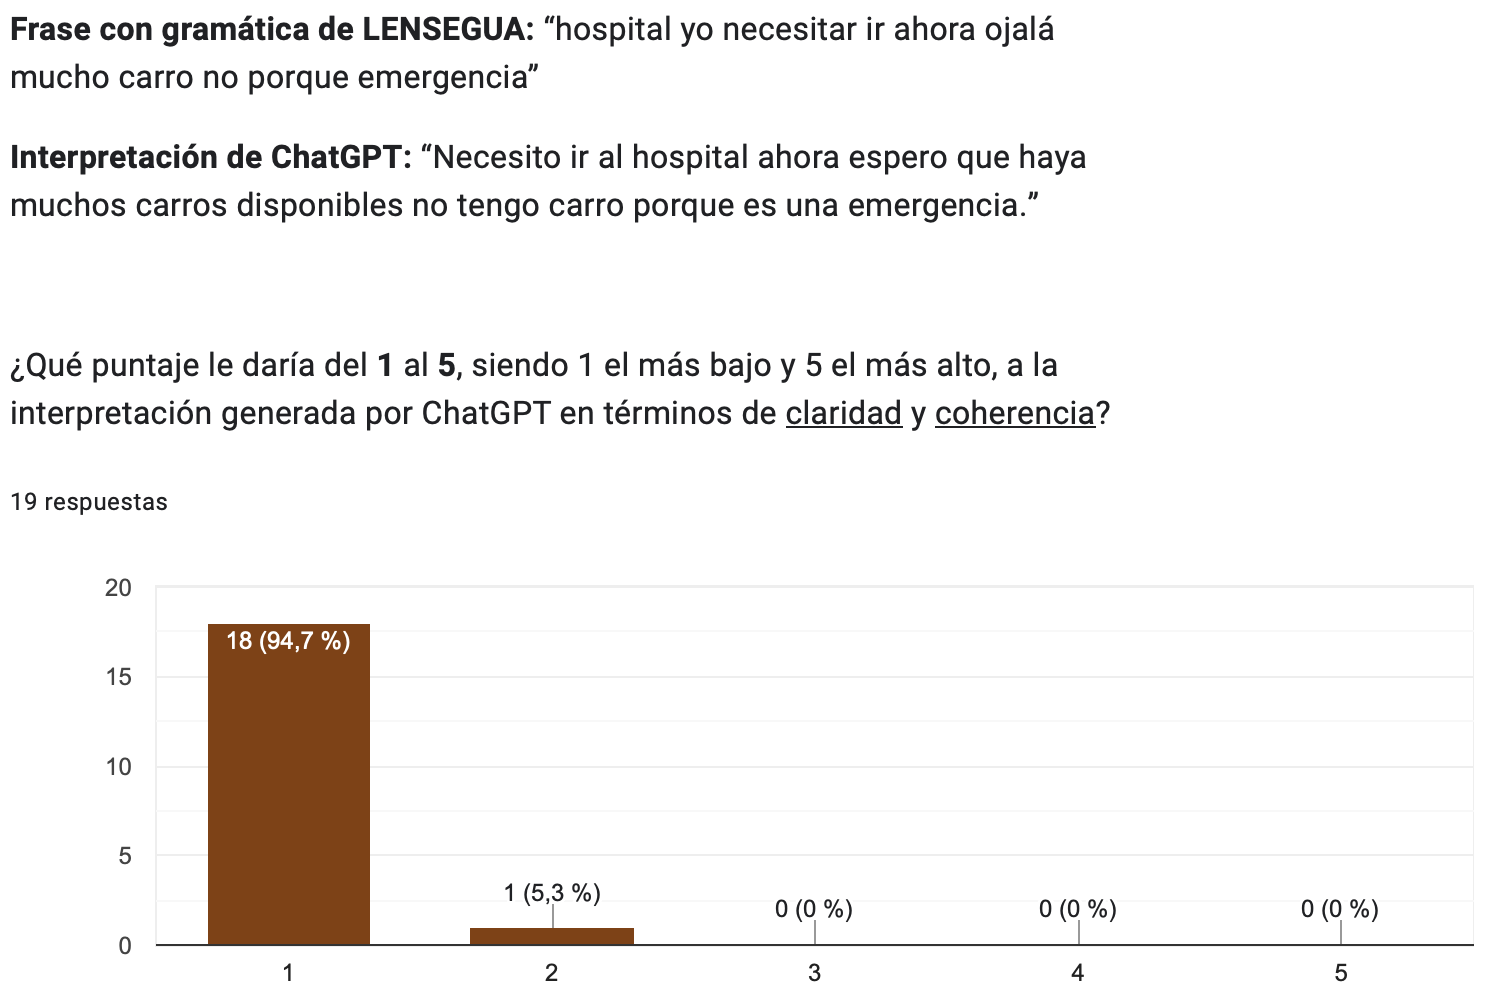 Frase con gramática de LENSEGUA: “hospital yo necesitar ir ahora ojalá
mucho carro no porque emergencia”
Interpretación de ChatGPT: “Necesito ir al hospital ahora espero que haya
muchos carros disponibles no tengo carro porque es una emergencia.”
¿Qué puntaje le daría del 1 al 5, siendo 1 el más bajo y 5 el más alto, a la
interpretación generada por ChatGPT en términos de claridad y coherencia?
19 respuestas
20
18 (94,7 %)
15
10
5
1 (5,3 %)
0 (0 %)
0 (0 %)
0 (0 %)
0
1
2
3
4
5